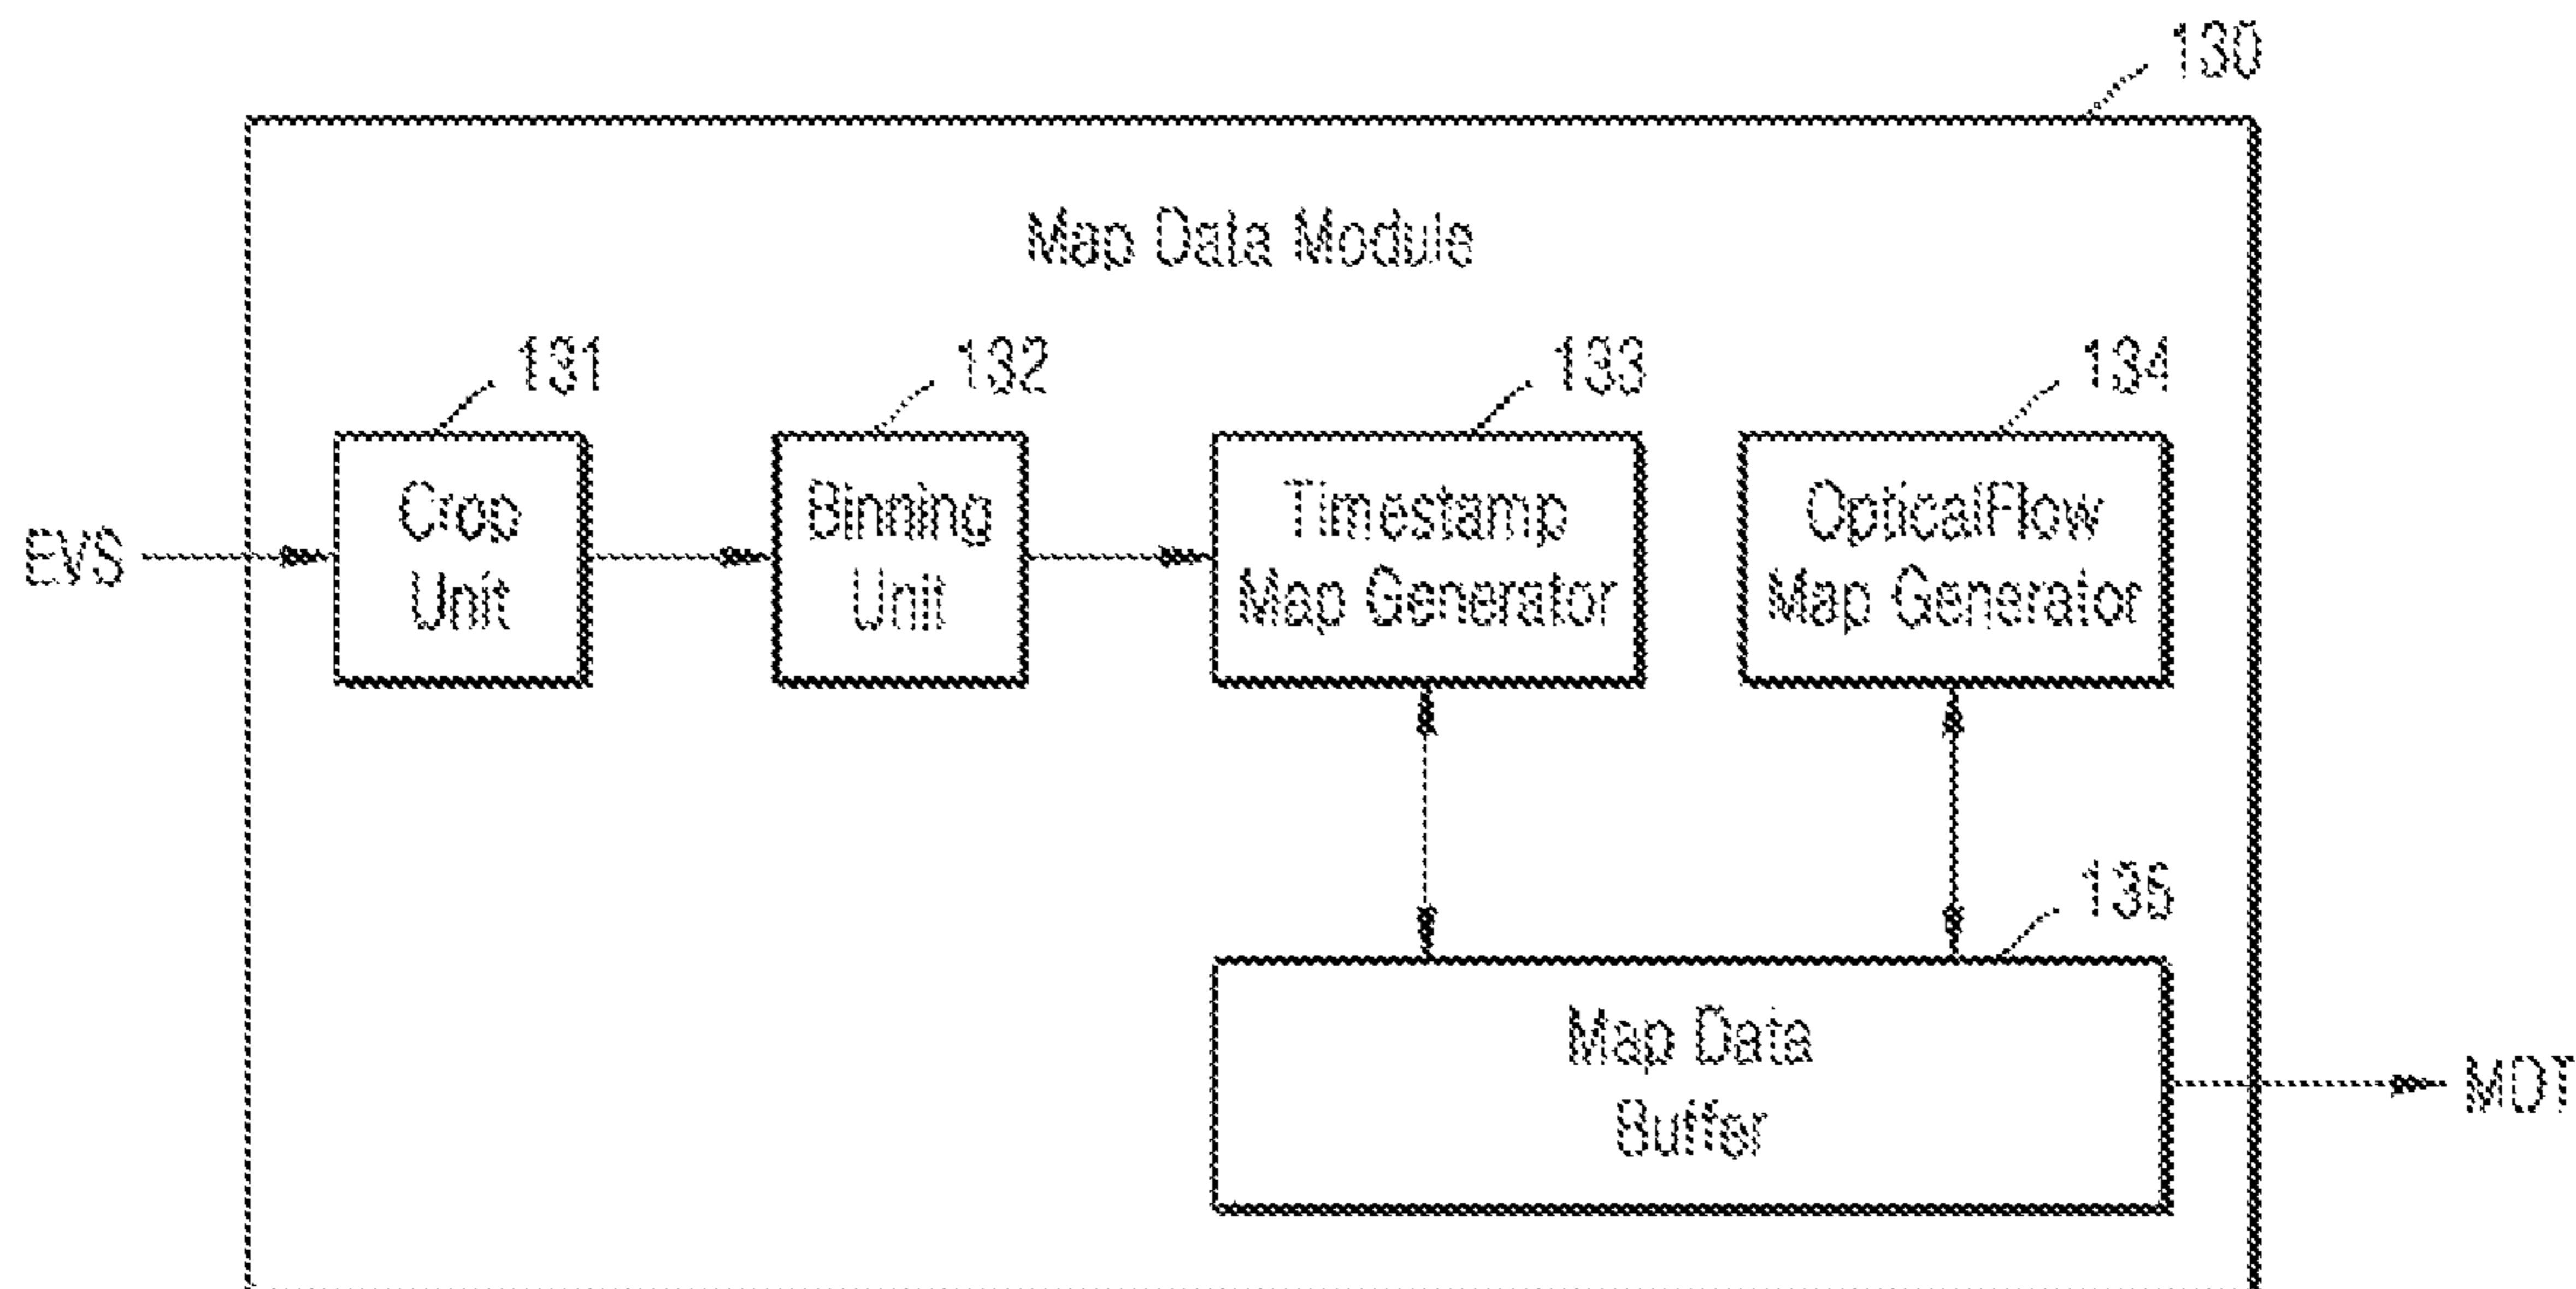 130
Map Data Module
131
132
133
134
Crop
Unit
Binning
Unit
Timestamp
Map Generator
OpticalFlow
Map Generator
EVS
135
Map Data
Buffer
MDT